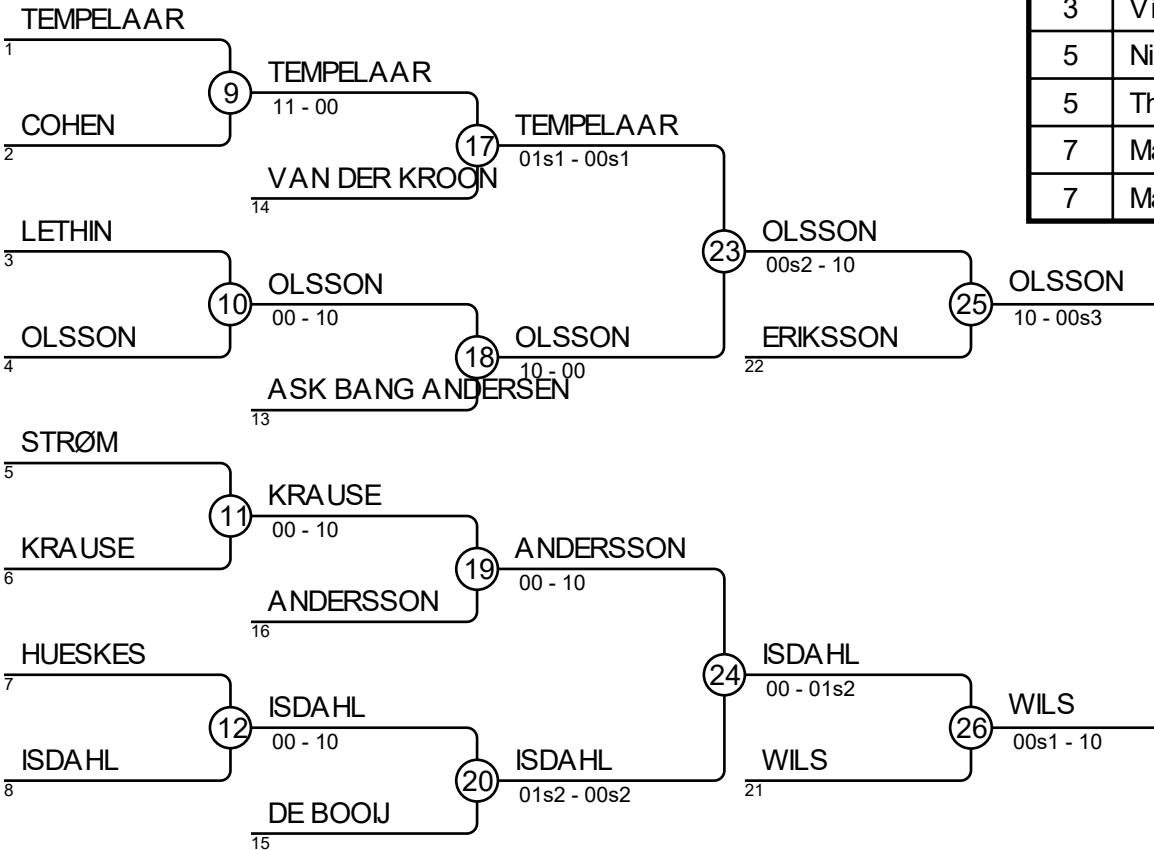 TEMPELAAR
1
COHEN
2
9
TEMPELAAR
11 - 00
VAN DER KROON
14
17
TEMPELAAR
01s1 - 00s1
LETHIN
3
OLSSON
4
10
OLSSON
00 - 10
ASK BANG ANDERSEN
13
18
OLSSON
10 - 00
23
OLSSON
00s2 - 10
ERIKSSON
22
25
OLSSON
10 - 00s3
STRØM
5
KRAUSE
6
11
KRAUSE
00 - 10
ANDERSSON
16
19
ANDERSSON
00 - 10
HUESKES
7
ISDAHL
8
12
ISDAHL
00 - 10
DE BOOIJ
15
20
ISDAHL
01s2 - 00s2
24
ISDAHL
00 - 01s2
WILS
21
26
WILS
00s1 - 10
3
5
5
7
7